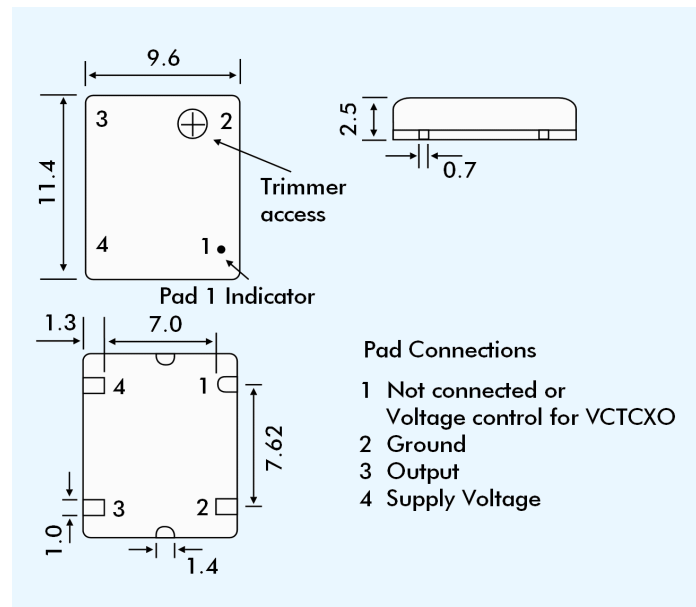 9.6
3
2
11.4
Trimmer
access
4
1
Pad 1 Indicator
2.5
0.7
1.3
7.0
4
1
7.62
3
2
1.0
1.4
Pad Connections
1 Not connected or
Voltage control for VCTCXO
2 Ground
3 Output
4 Supply Voltage